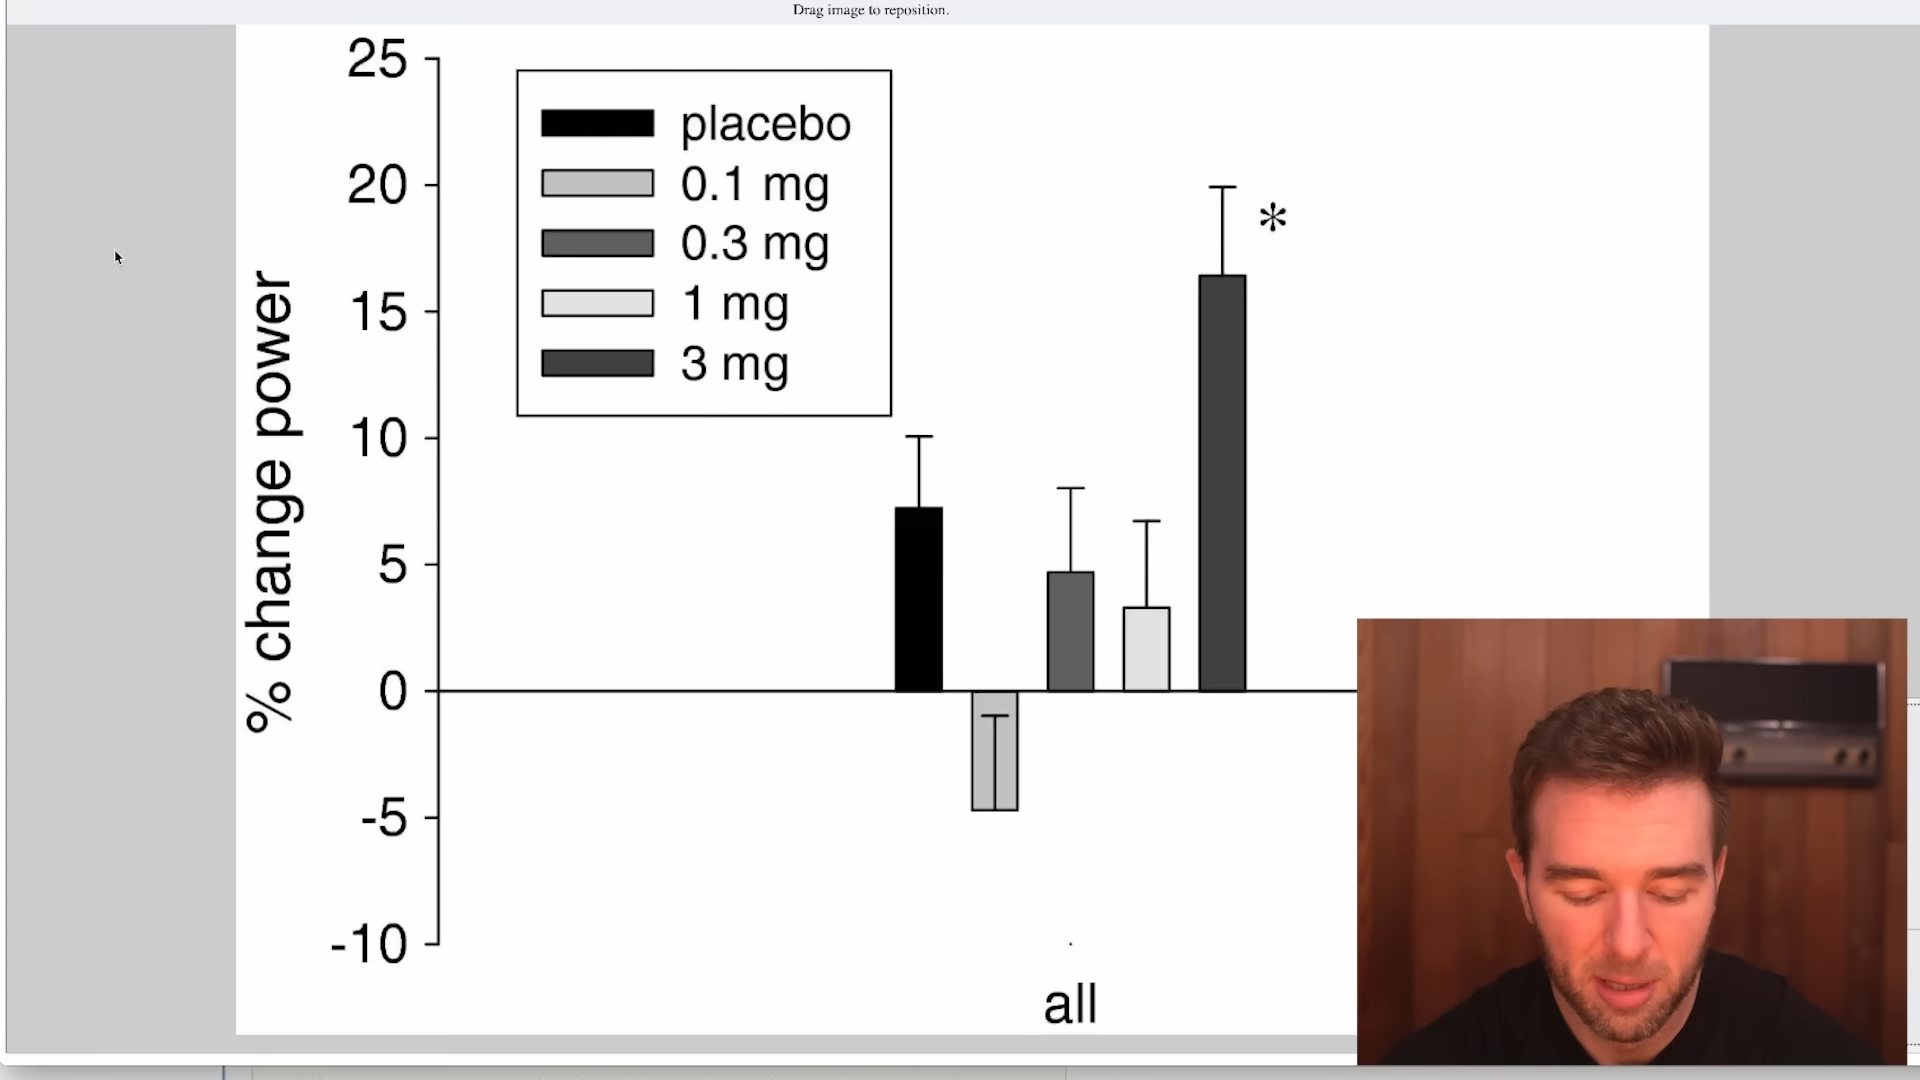 Drag image to reposition.
25
20
15
10
5
0
-5
-10
% change power
placebo
0.1 mg
0.3 mg
1 mg
3 mg
*
all